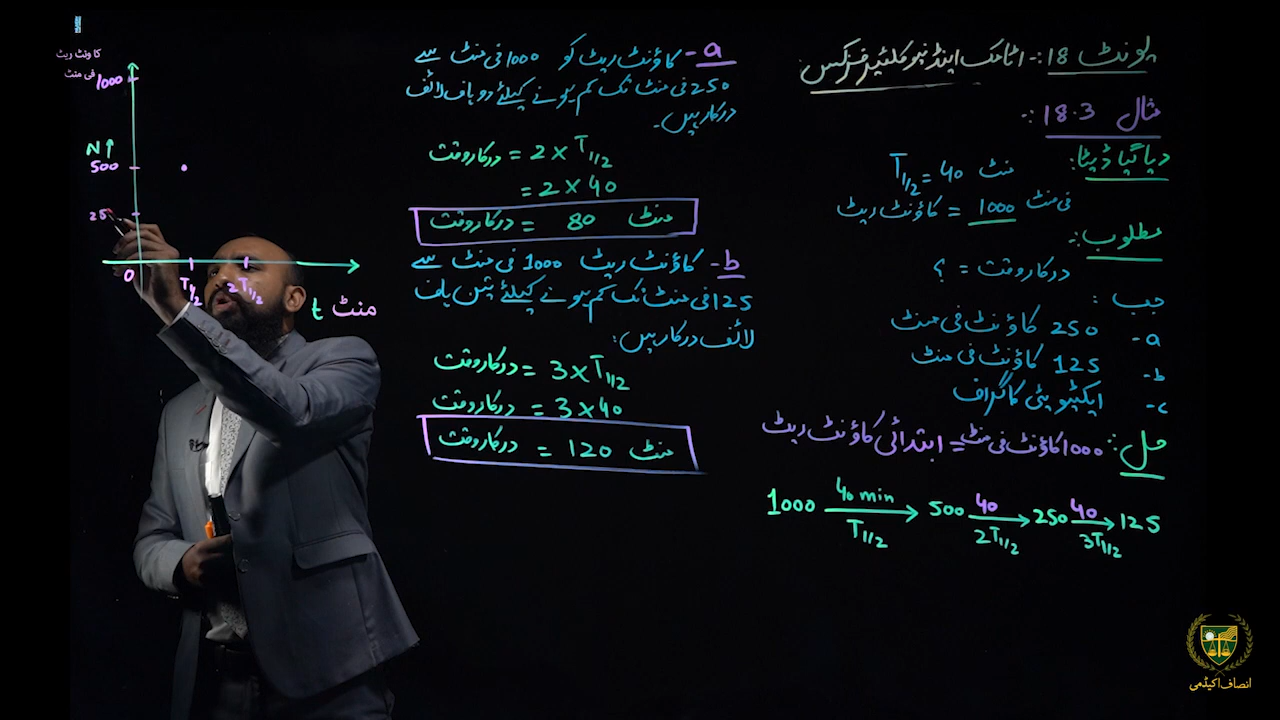 یونٹ 18 :- اٹامک اینڈ نیوکلئیر فزکس
مثال 18.3 :-
دیا گیا ڈیٹا:
T1/2 = 40 منٹ
کاؤنٹ ریٹ = 1000 فی منٹ
مطلوب :-
درکار وقت = ?
جب :
a- 250 کاؤنٹ فی منٹ
b- 125 کاؤنٹ فی منٹ
c- ایکٹیویٹی کا گراف
حل :-
1000 کاؤنٹ فی منٹ = ابتدائی کاؤنٹ ریٹ
1000 40 min T1/2 → 500 40 2T1/2 → 250 40 3T1/2 → 125
a- کاؤنٹ ریٹ کو 1000 فی منٹ سے
250 فی منٹ تک کم ہونے کیلئے دو ہاف لائف
درکار ہیں۔
درکار وقت = 2 x T1/2
= 2 x 40
درکار وقت = 80 منٹ
b- کاؤنٹ ریٹ 1000 فی منٹ سے
125 فی منٹ تک کم ہونے کیلئے تین ہاف
لائف درکار ہیں:
درکار وقت = 3 x T1/2
درکار وقت = 3 x 40
درکار وقت = 120 منٹ
کاونٹ ریٹ
فی منٹ
1000
N ↑
500
25
0
T1/2
2T1/2
t منٹ
انصاف اکیڈمی